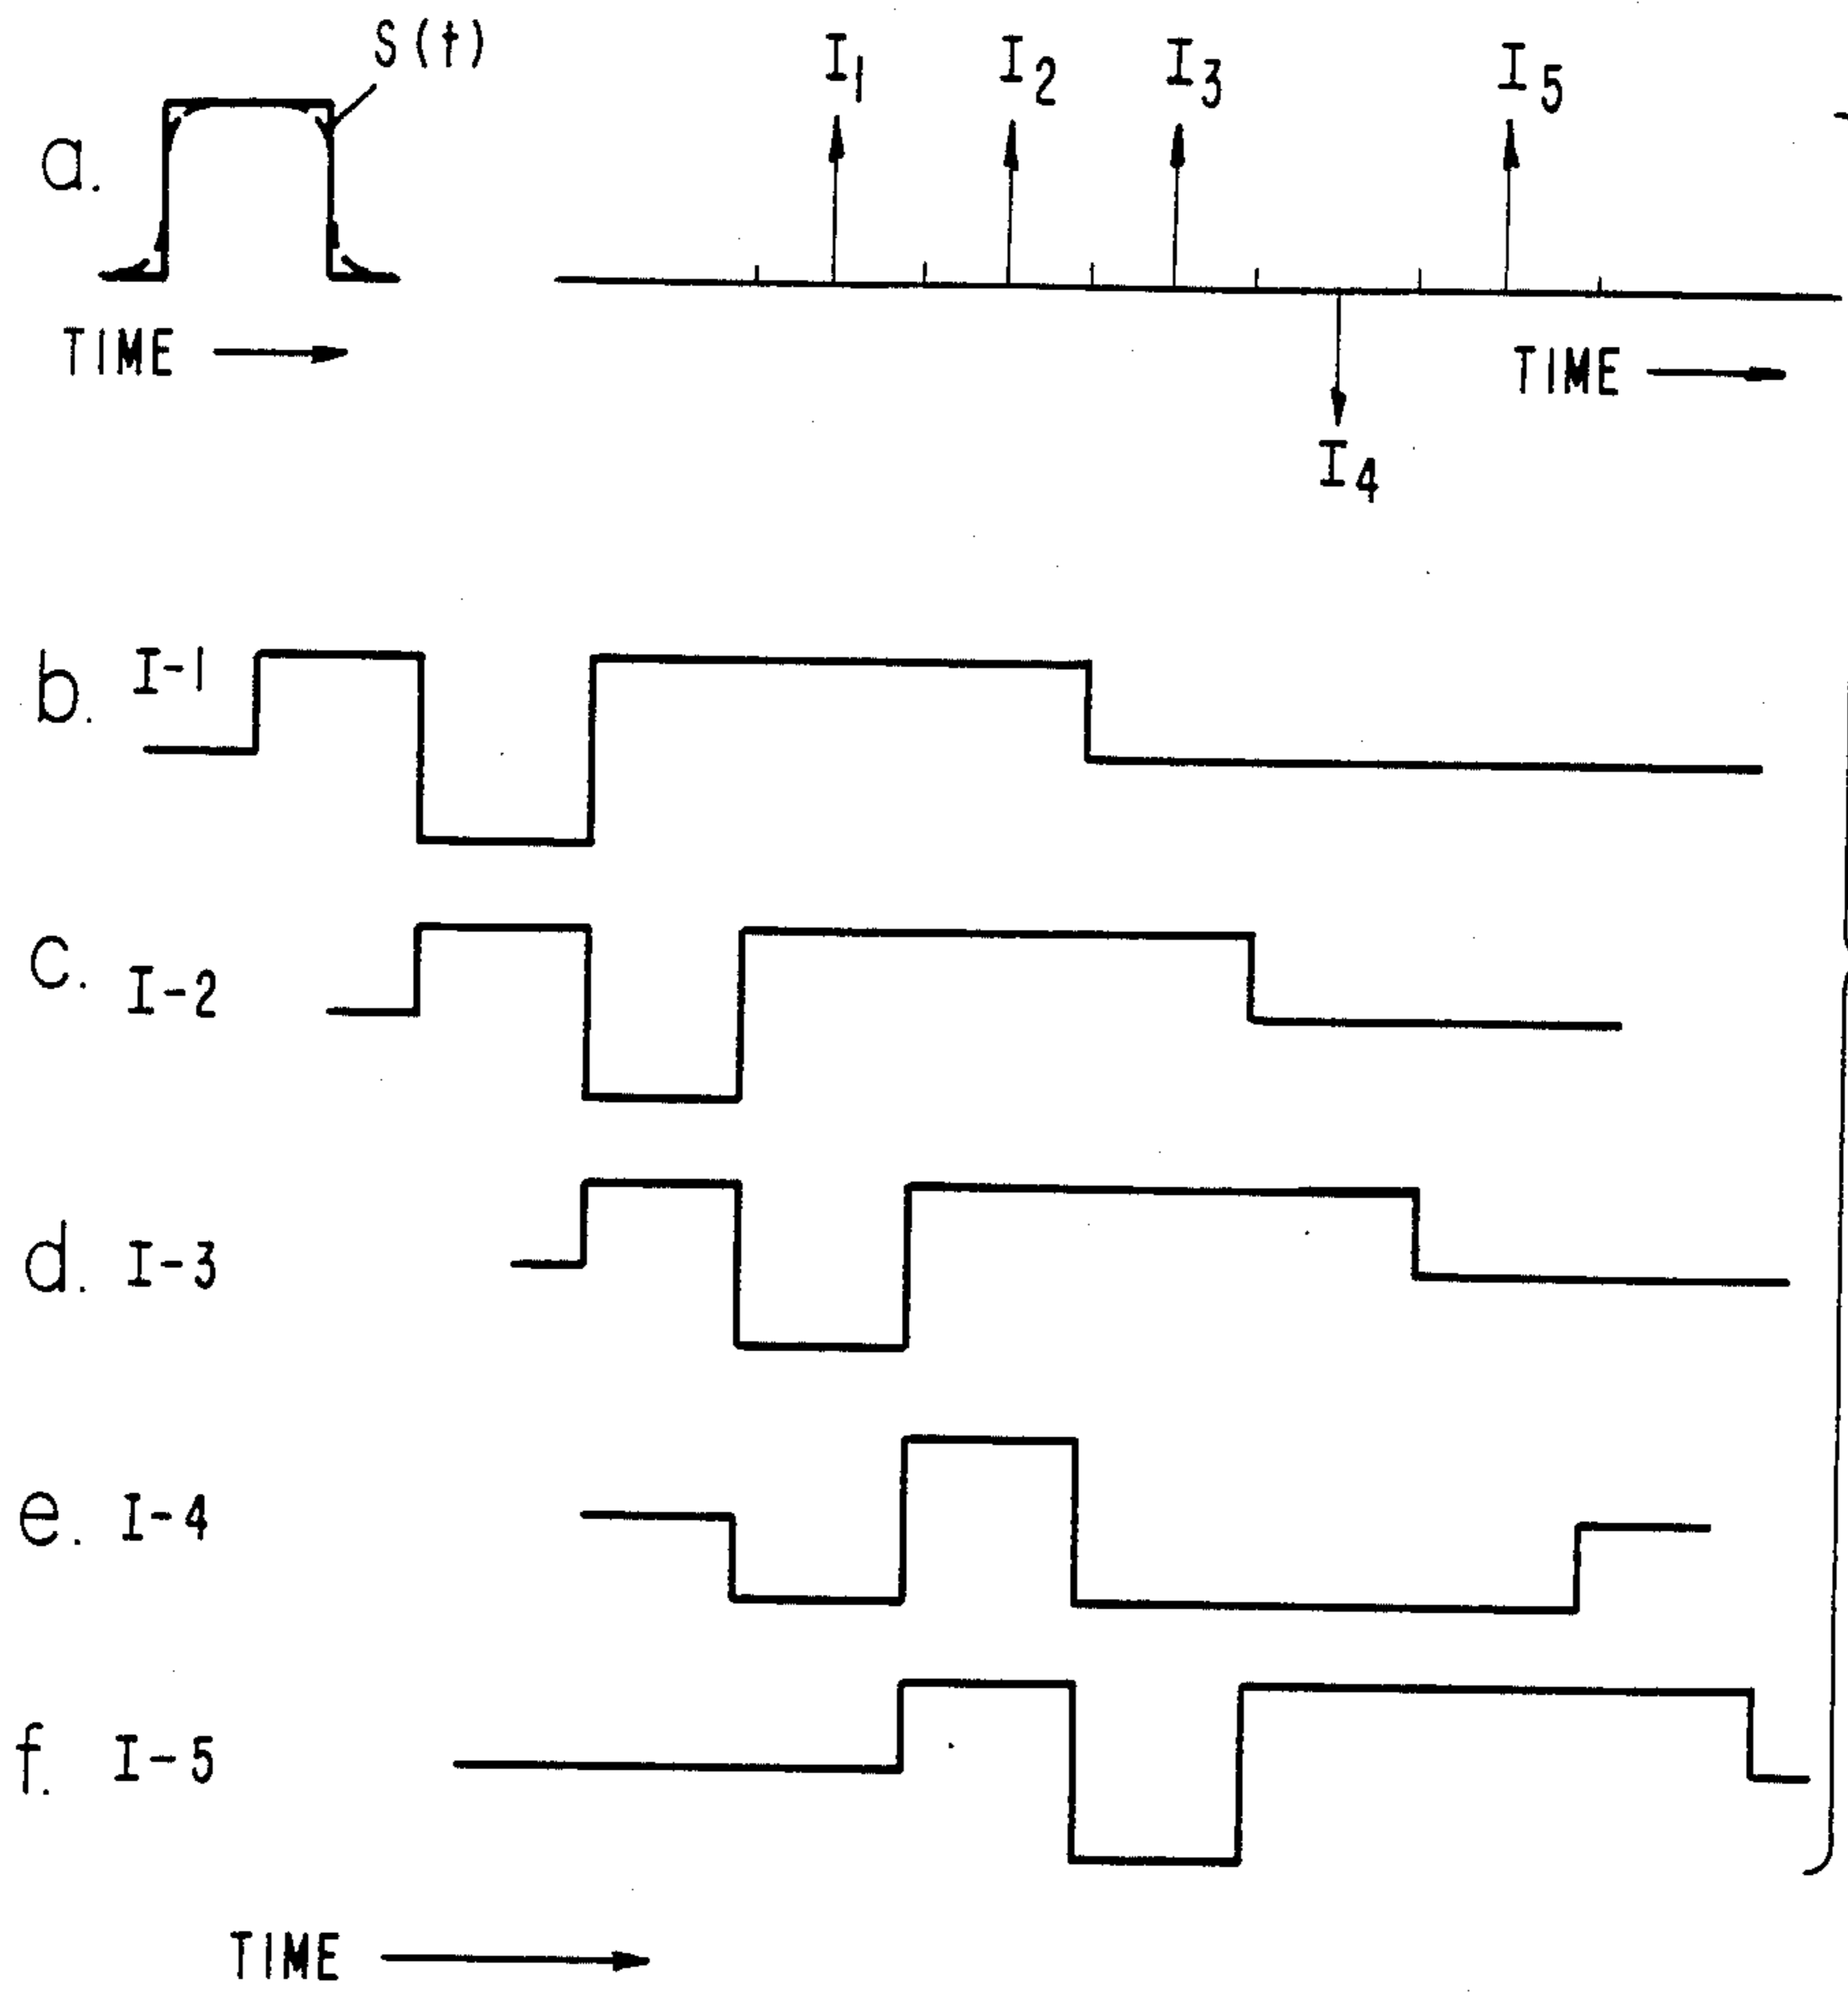 S(t)
I1 I2 I3 I5
a.
TIME
TIME
I4
b. I-1
c. I-2
d. I-3
e. I-4
f. I-5
TIME